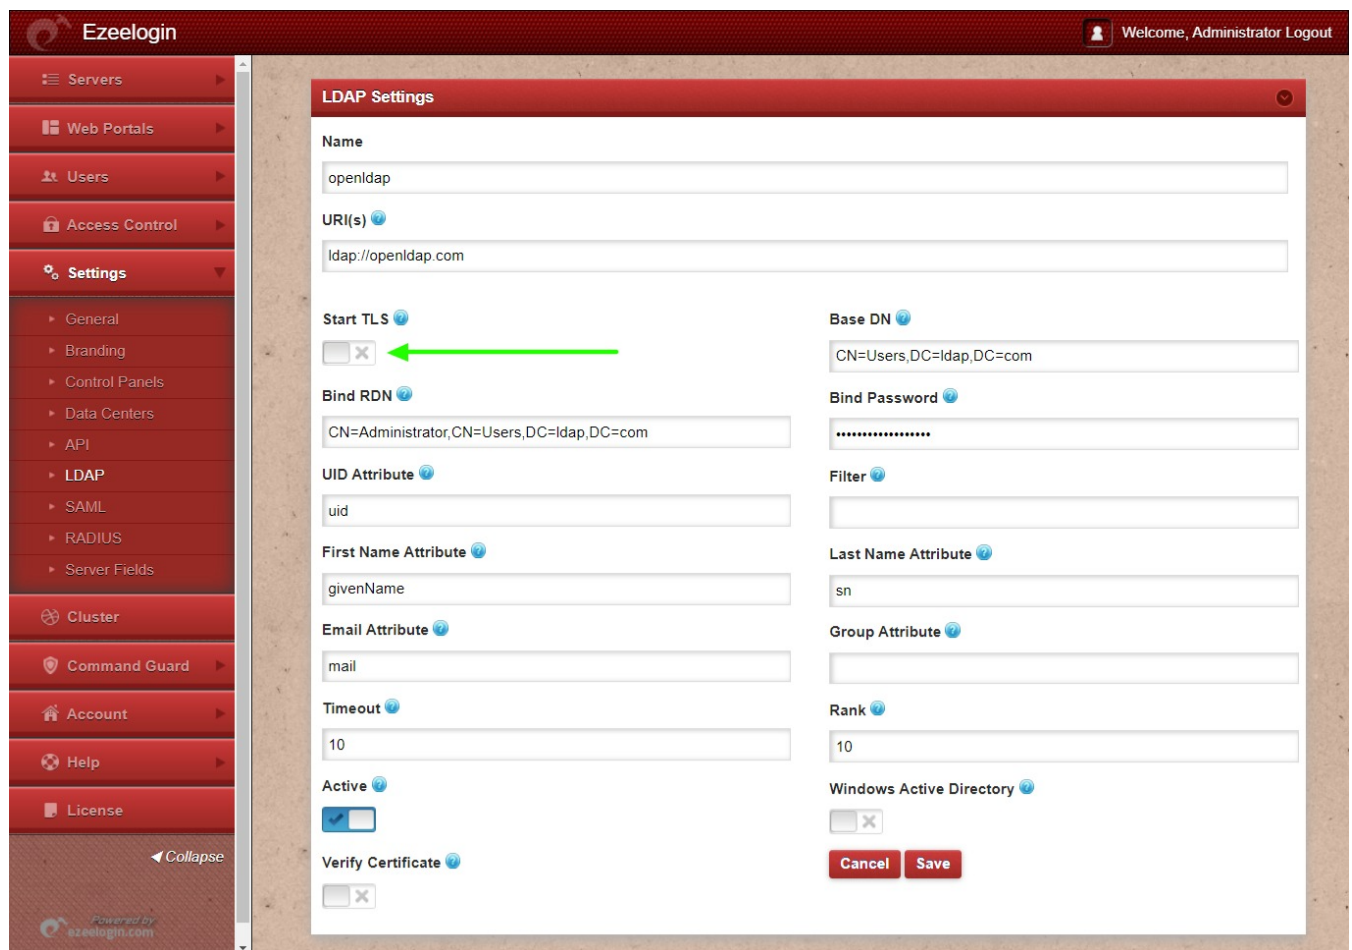 Ezeelogin
Welcome, Administrator Logout
Servers
Web Portals
Users
Access Control
Settings
General
Branding
Control Panels
Data Centers
API
LDAP
SAML
RADIUS
Server Fields
Cluster
Command Guard
Account
Help
License
Collapse
Powered by
ezeelogin.com
LDAP Settings
Name
openldap
URI(s)
ldap://openldap.com
Start TLS
Base DN
CN=Users,DC=ldap,DC=com
Bind RDN
CN=Administrator,CN=Users,DC=ldap,DC=com
Bind Password
••••••••••••••••••
UID Attribute
uid
Filter
First Name Attribute
givenName
Last Name Attribute
sn
Email Attribute
mail
Group Attribute
Timeout
10
Rank
10
Active
Windows Active Directory
Verify Certificate
Cancel
Save